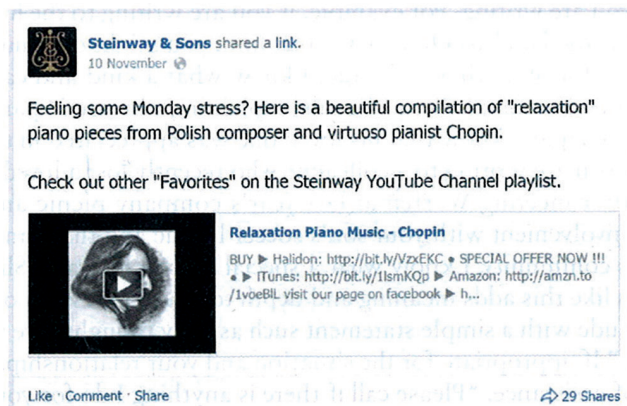 Steinway & Sons shared a link.
10 November
Feeling some Monday stress? Here is a beautiful compilation of "relaxation"
piano pieces from Polish composer and virtuoso pianist Chopin.
Check out other "Favorites" on the Steinway YouTube Channel playlist.
Relaxation Piano Music - Chopin
BUY ► Halidon: http://bit.ly/VzxEKC ● SPECIAL OFFER NOW !!!
● ► ITunes: http://bit.ly/1lsmKQp ► Amazon: http://amzn.to
/1voeBlL visit our page on facebook ► h...
Like · Comment · Share
29 Shares